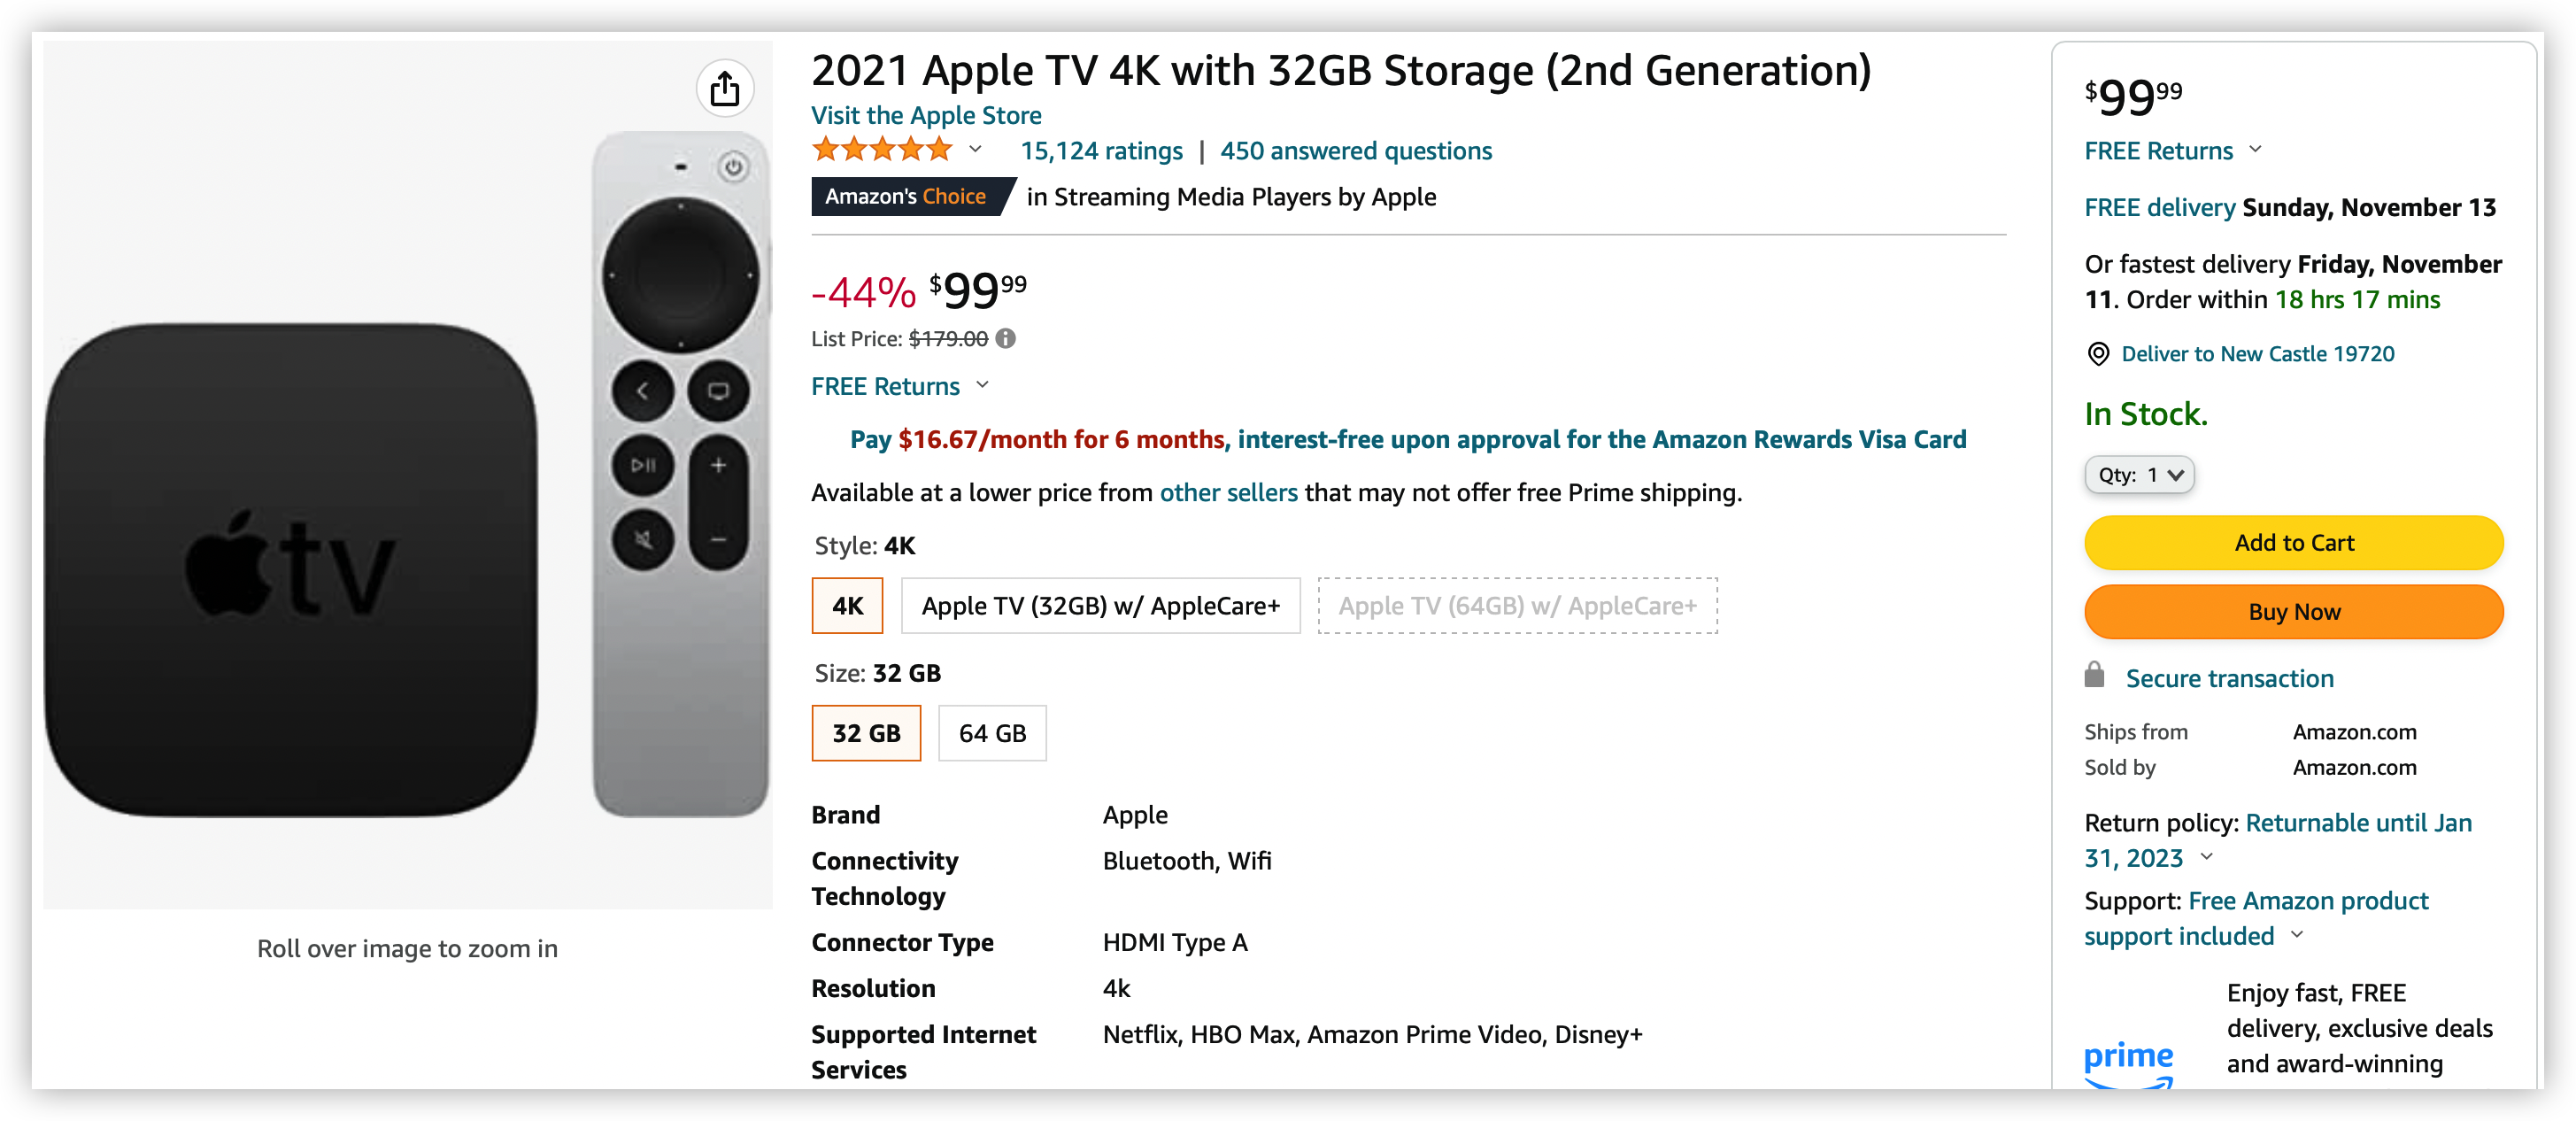 2021 Apple TV 4K with 32GB Storage (2nd Generation)
Visit the Apple Store
15,124 ratings | 450 answered questions
Amazon's Choice in Streaming Media Players by Apple
-44% $99 99
List Price: $179.00
FREE Returns
Pay $16.67/month for 6 months, interest-free upon approval for the Amazon Rewards Visa Card
Available at a lower price from other sellers that may not offer free Prime shipping.
Style: 4K
4K Apple TV (32GB) w/ AppleCare+ Apple TV (64GB) w/ AppleCare+
Size: 32 GB
32 GB 64 GB
Brand Apple
Connectivity Bluetooth, Wifi
Technology
Connector Type HDMI Type A
Resolution 4k
Supported Internet Netflix, HBO Max, Amazon Prime Video, Disney+
Services
tv
Roll over image to zoom in
$99 99
FREE Returns
FREE delivery Sunday, November 13
Or fastest delivery Friday, November
11. Order within 18 hrs 17 mins
Deliver to New Castle 19720
In Stock.
Qty: 1
Add to Cart
Buy Now
Secure transaction
Ships from Amazon.com
Sold by Amazon.com
Return policy: Returnable until Jan
31, 2023
Support: Free Amazon product
support included
prime
Enjoy fast, FREE
delivery, exclusive deals
and award-winning